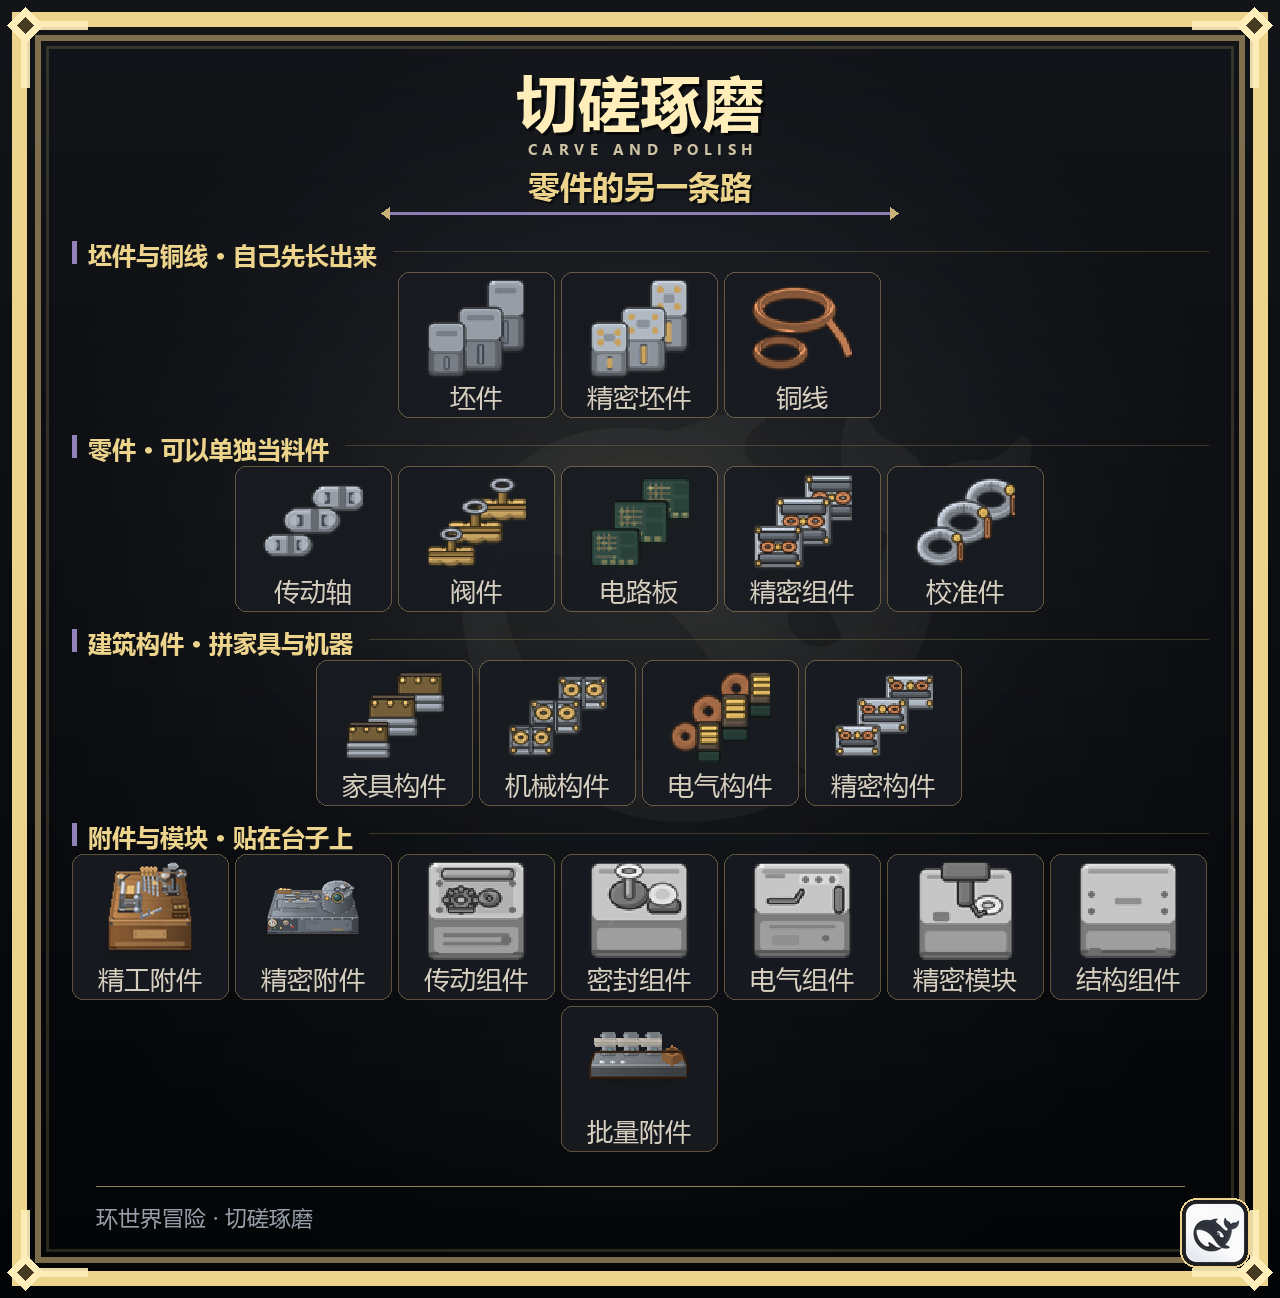 切磋琢磨
CARVE AND POLISH
零件的另一条路
坯件与铜线·自己先长出来
坯件
精密坯件
铜线
零件·可以单独当料件
传动轴
阀件
电路板
精密组件
校准件
建筑构件·拼家具与机器
家具构件
机械构件
电气构件
精密构件
附件与模块·贴在台子上
精工附件
精密附件
传动组件
密封组件
电气组件
精密模块
结构组件
批量附件
环世界冒险·切磋琢磨